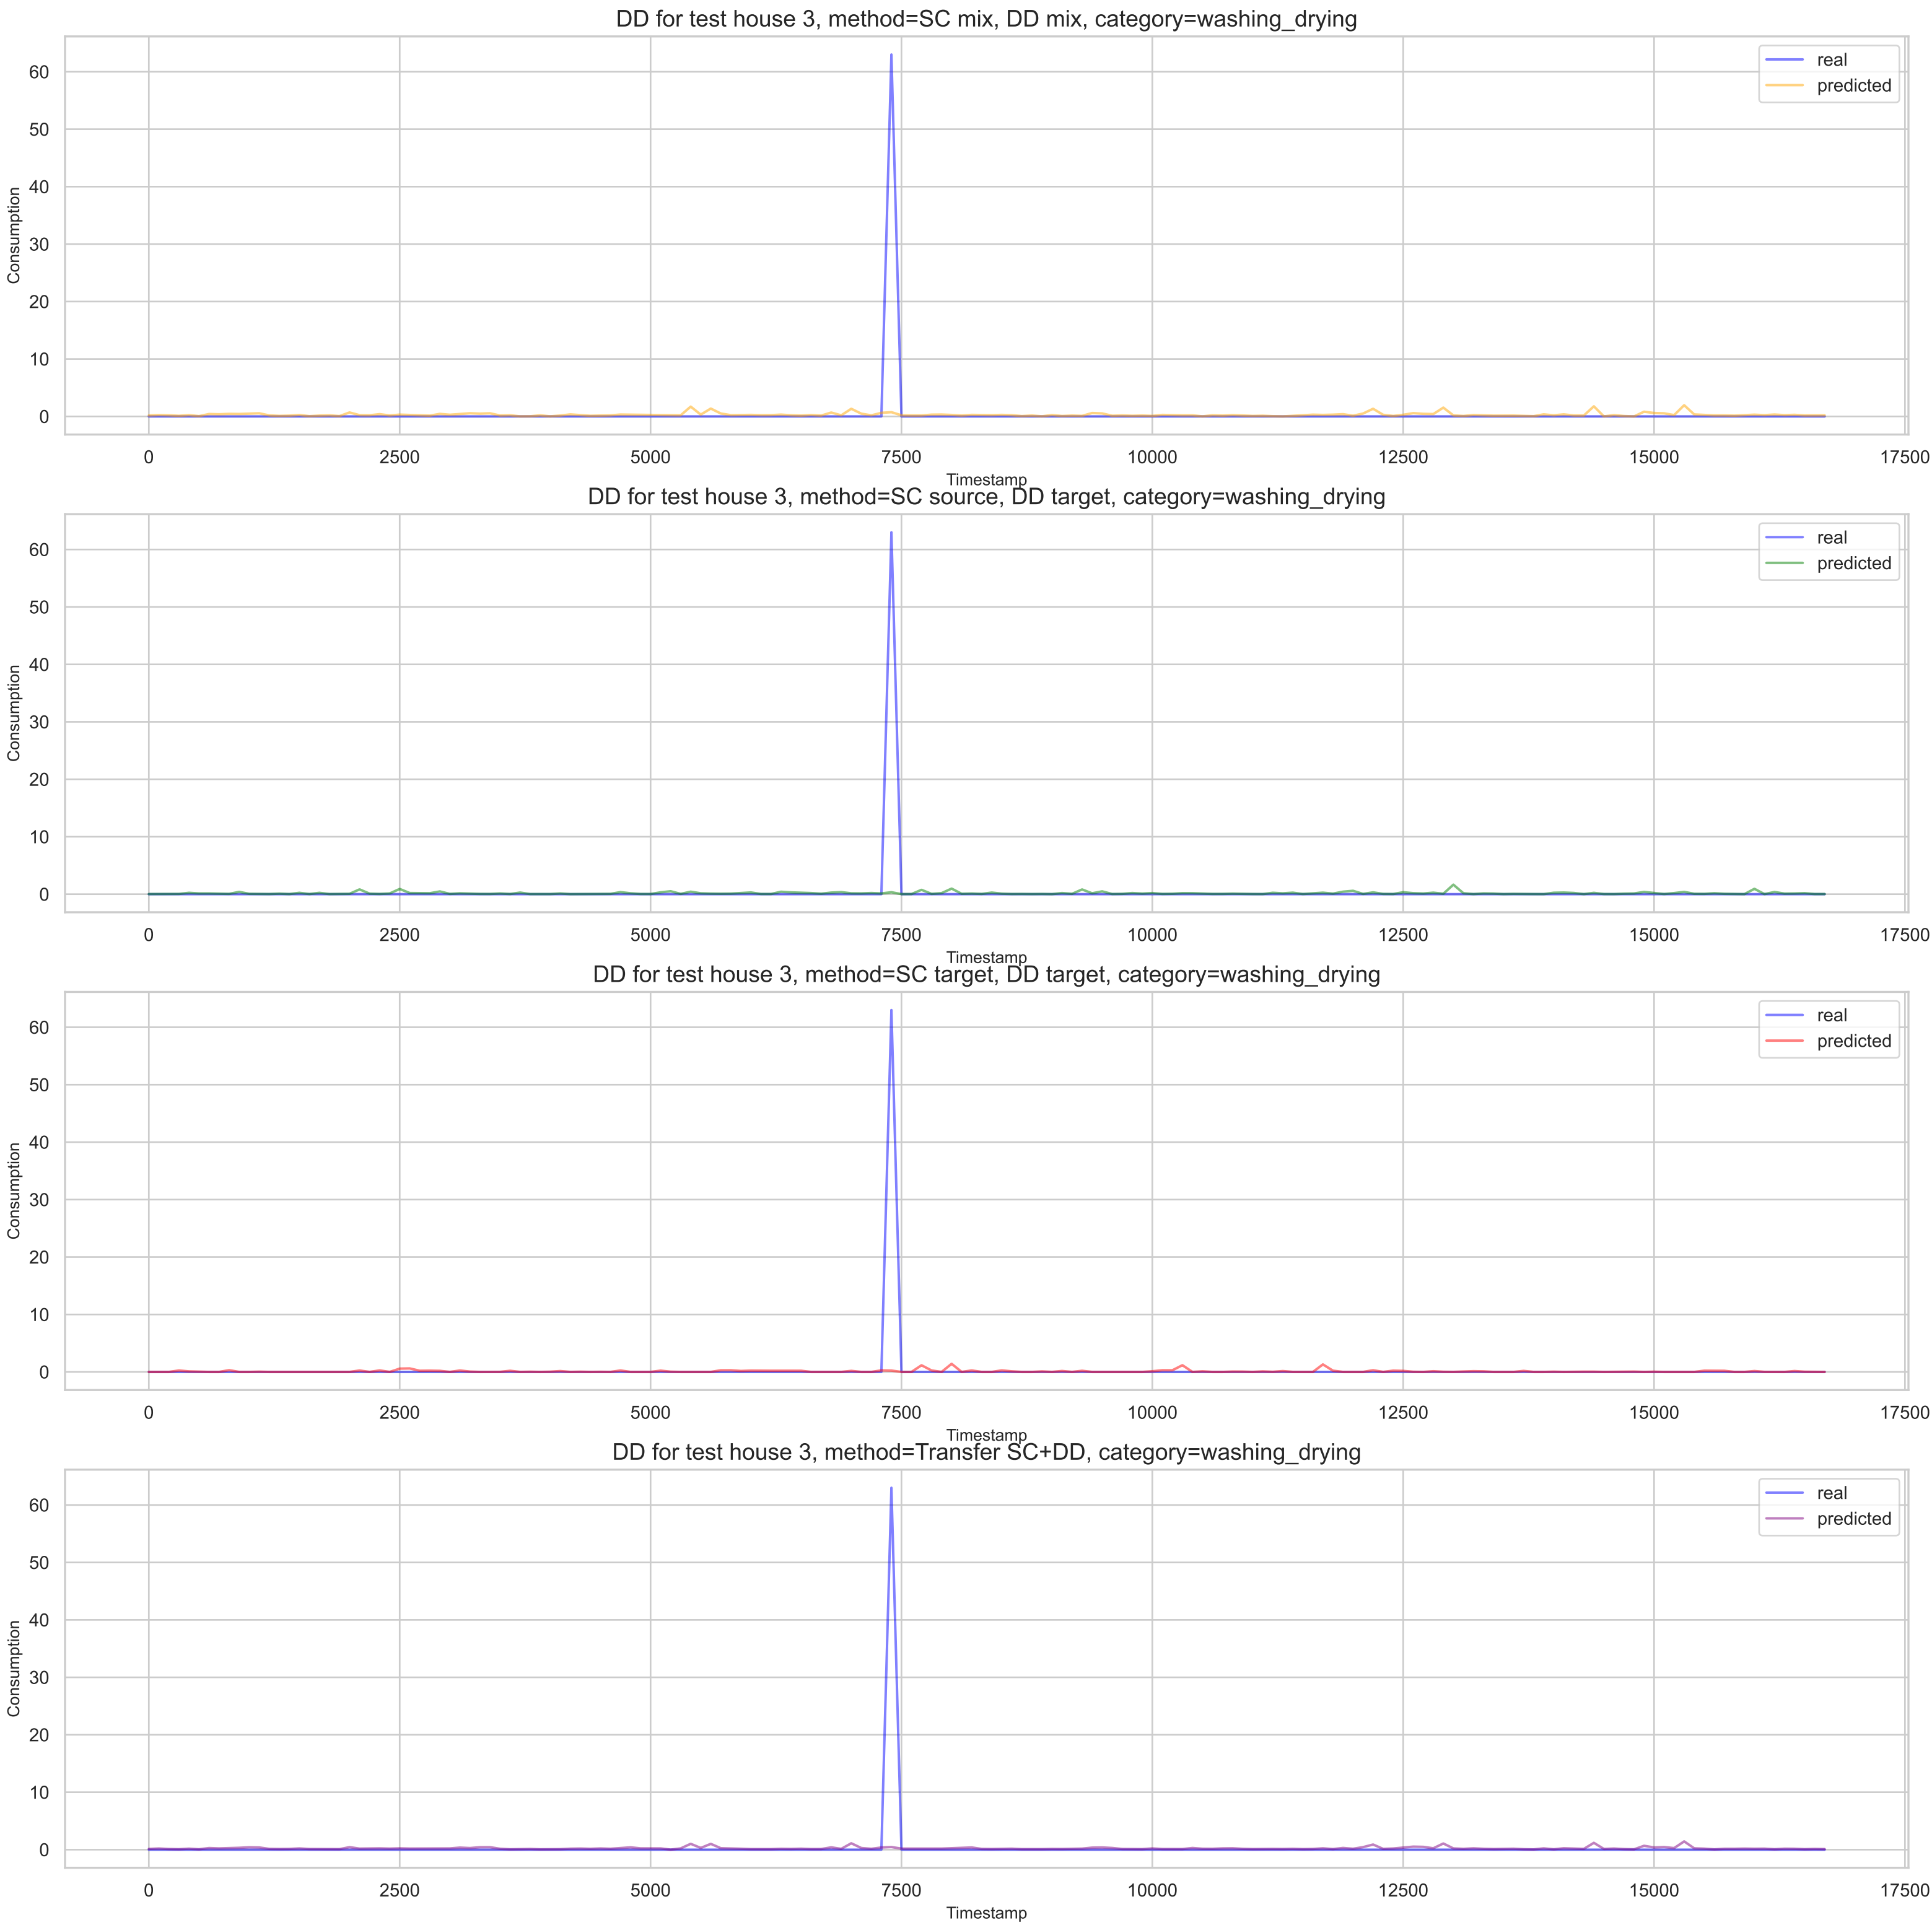 DD for test house 3, method=SC mix, DD mix, category=washing_drying
real
predicted
60
50
40
30
20
10
0
Consumption
0 2500 5000 7500 10000 12500 15000 17500
Timestamp
DD for test house 3, method=SC source, DD target, category=washing_drying
real
predicted
60
50
40
30
20
10
0
Consumption
0 2500 5000 7500 10000 12500 15000 17500
Timestamp
DD for test house 3, method=SC target, DD target, category=washing_drying
real
predicted
60
50
40
30
20
10
0
Consumption
0 2500 5000 7500 10000 12500 15000 17500
Timestamp
DD for test house 3, method=Transfer SC+DD, category=washing_drying
real
predicted
60
50
40
30
20
10
0
Consumption
0 2500 5000 7500 10000 12500 15000 17500
Timestamp